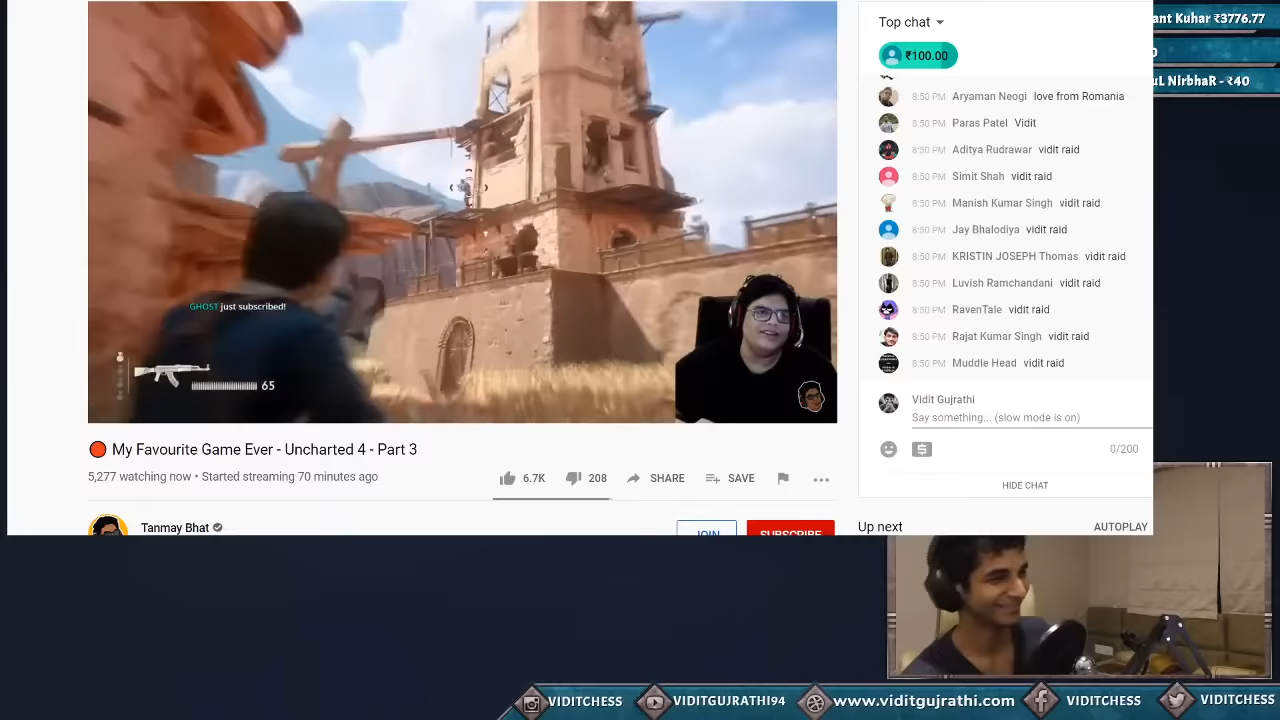 Top chat
₹100.00
8:50 PM Aryaman Neogi love from Romania
8:50 PM Paras Patel Vidit
8:50 PM Aditya Rudrawar vidit raid
8:50 PM Simit Shah vidit raid
8:50 PM Manish Kumar Singh vidit raid
8:50 PM Jay Bhalodiya vidit raid
8:50 PM KRISTIN JOSEPH Thomas vidit raid
8:50 PM Luvish Ramchandani vidit raid
8:50 PM RavenTale vidit raid
8:50 PM Rajat Kumar Singh vidit raid
8:50 PM Muddle Head vidit raid
Vidit Gujrathi
Say something... (slow mode is on)
0/200
HIDE CHAT
ant Kuhar ₹3776.77
0
uL NirbhaR - ₹40
GHOST just subscribed!
65
My Favourite Game Ever - Uncharted 4 - Part 3
5,277 watching now • Started streaming 70 minutes ago
6.7K 208 SHARE SAVE
Tanmay Bhat
JOIN SUBSCRIBE
Up next AUTOPLAY
VIDITCHESS VIDITGUJRATHI94 www.viditgujrathi.com VIDITCHESS VIDITCHESS